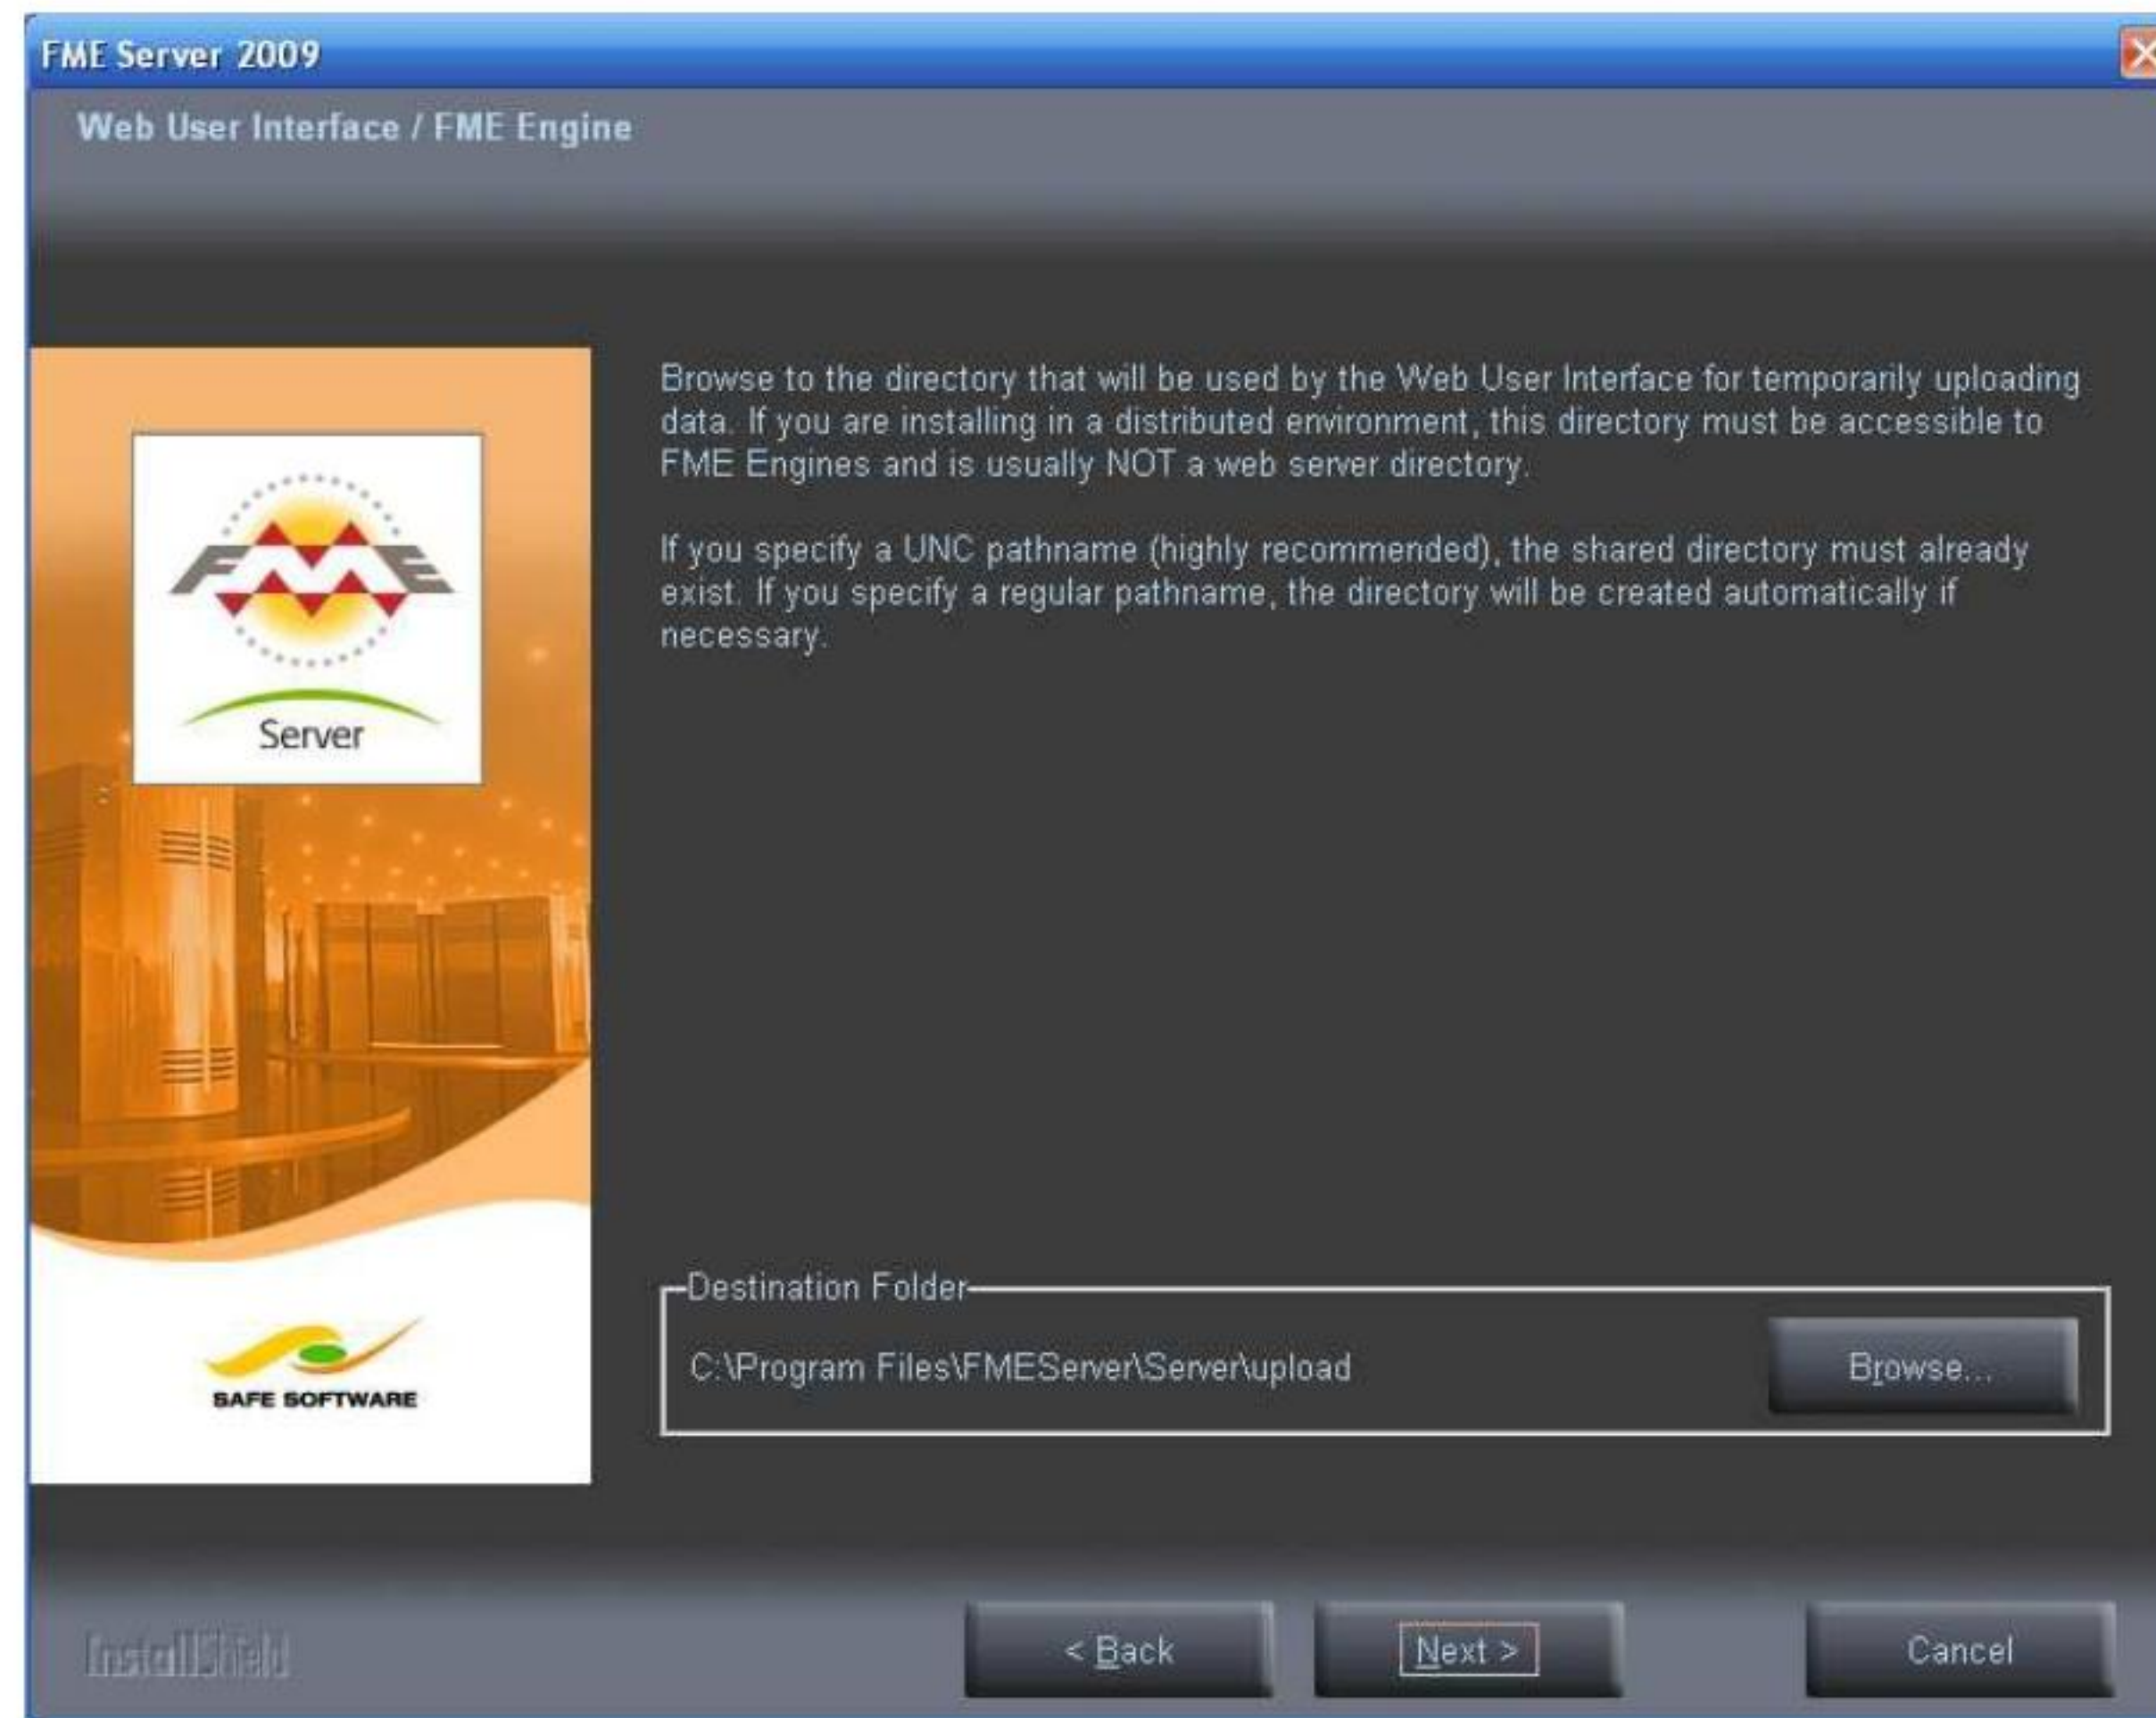 FME Server 2009
Web User Interface / FME Engine
Browse to the directory that will be used by the Web User Interface for temporarily uploading
data. If you are installing in a distributed environment, this directory must be accessible to
FME Engines and is usually NOT a web server directory.
If you specify a UNC pathname (highly recommended), the shared directory must already
exist. If you specify a regular pathname, the directory will be created automatically if
necessary.
FME
Server
SAFE SOFTWARE
Destination Folder
C:\Program Files\FMEServer\Server\upload
Browse...
InstallShield
< Back
Next >
Cancel